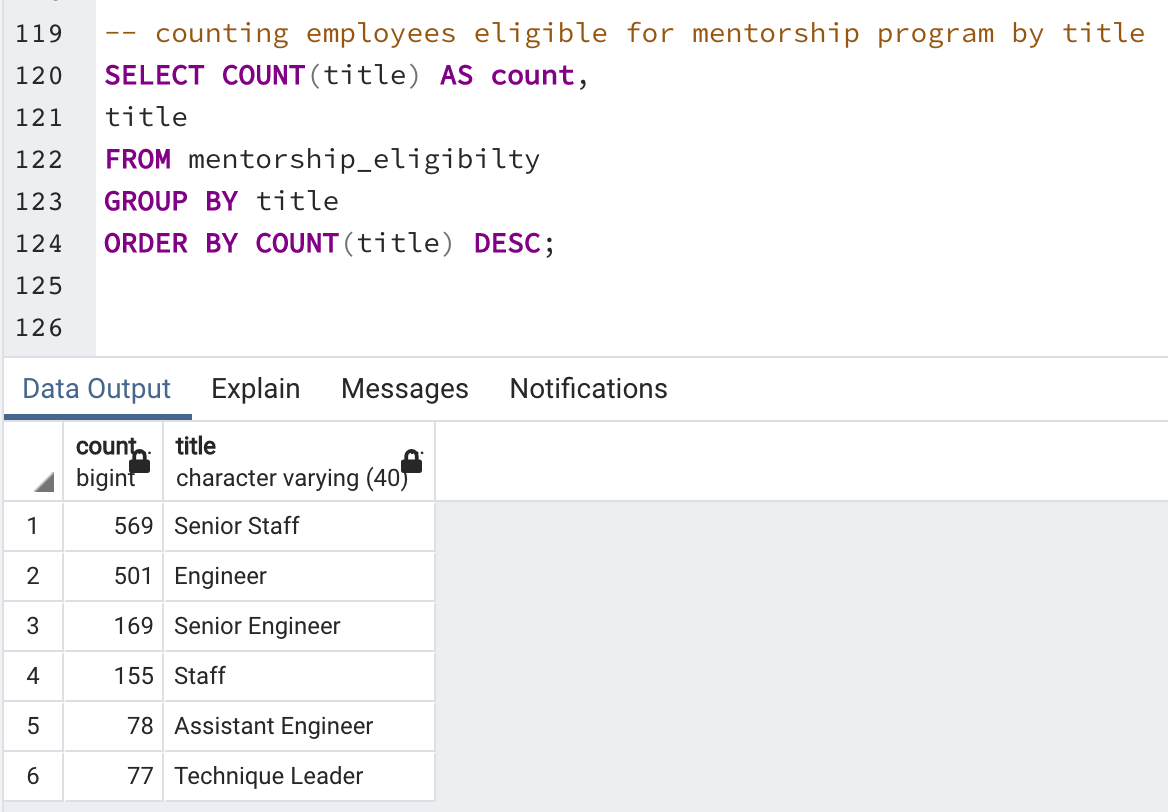 119 -- counting employees eligible for mentorship program by title
120 SELECT COUNT(title) AS count,
121 title
122 FROM mentorship_eligibilty
123 GROUP BY title
124 ORDER BY COUNT(title) DESC;
125
126
Data Output Explain Messages Notifications
count title
bigint character varying (40)
1 569 Senior Staff
2 501 Engineer
3 169 Senior Engineer
4 155 Staff
5 78 Assistant Engineer
6 77 Technique Leader